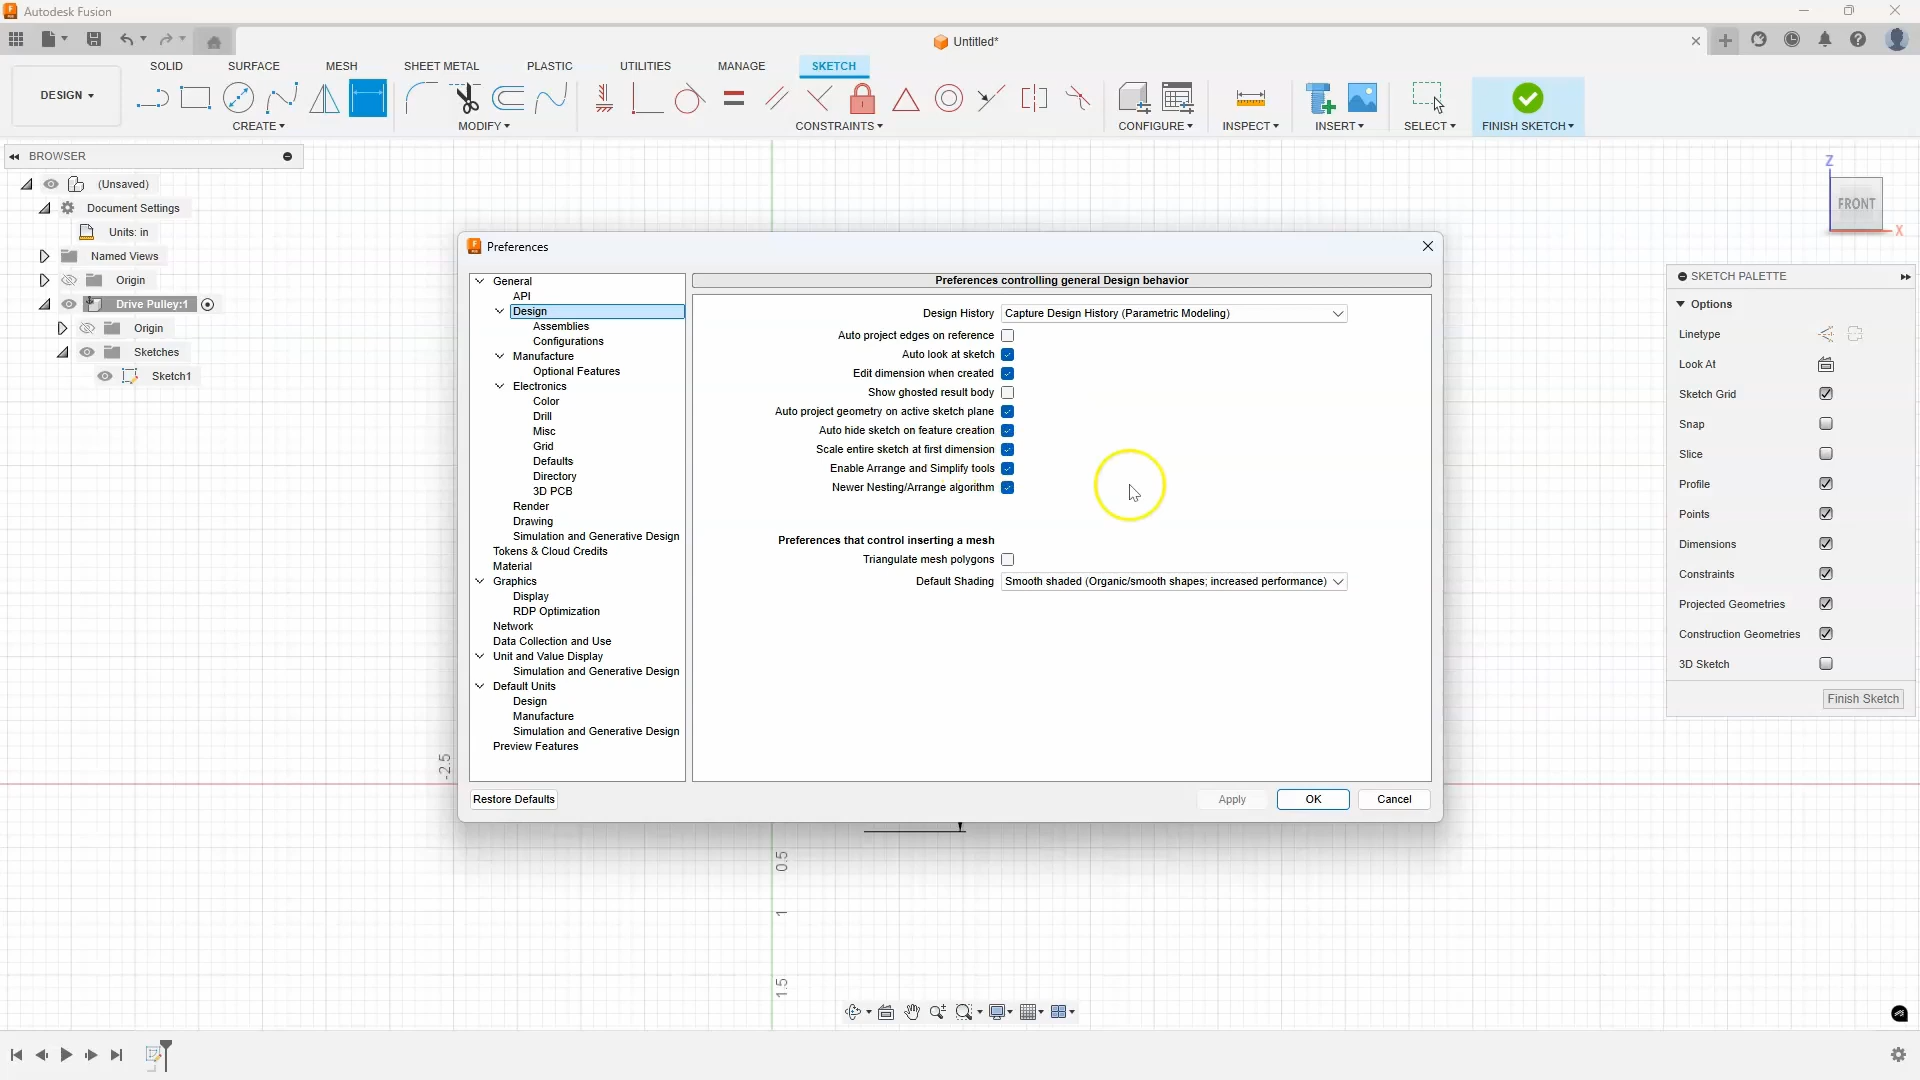 Autodesk Fusion
Untitled*
SOLID
SURFACE
MESH
SHEET METAL
PLASTIC
UTILITIES
MANAGE
SKETCH
DESIGN
CREATE
MODIFY
CONSTRAINTS
CONFIGURE
INSPECT
INSERT
SELECT
FINISH SKETCH
BROWSER
(Unsaved)
Document Settings
Units: in
Named Views
Origin
Drive Pulley:1
Origin
Sketches
Sketch1
Z
FRONT
X
Preferences
General
API
Design
Assemblies
Configurations
Manufacture
Optional Features
Electronics
Color
Drill
Misc
Grid
Defaults
Directory
3D PCB
Render
Drawing
Simulation and Generative Design
Tokens & Cloud Credits
Material
Graphics
Display
RDP Optimization
Network
Data Collection and Use
Unit and Value Display
Simulation and Generative Design
Default Units
Design
Manufacture
Simulation and Generative Design
Preview Features
Preferences controlling general Design behavior
Design History Capture Design History (Parametric Modeling)
Auto project edges on reference
Auto look at sketch
Edit dimension when created
Show ghosted result body
Auto project geometry on active sketch plane
Auto hide sketch on feature creation
Scale entire sketch at first dimension
Enable Arrange and Simplify tools
Newer Nesting/Arrange algorithm
Preferences that control inserting a mesh
Triangulate mesh polygons
Default Shading Smooth shaded (Organic/smooth shapes; increased performance)
Restore Defaults
Apply
OK
Cancel
SKETCH PALETTE
Options
Linetype
Look At
Sketch Grid
Snap
Slice
Profile
Points
Dimensions
Constraints
Projected Geometries
Construction Geometries
3D Sketch
Finish Sketch
-2.5
0.5
1
1.5